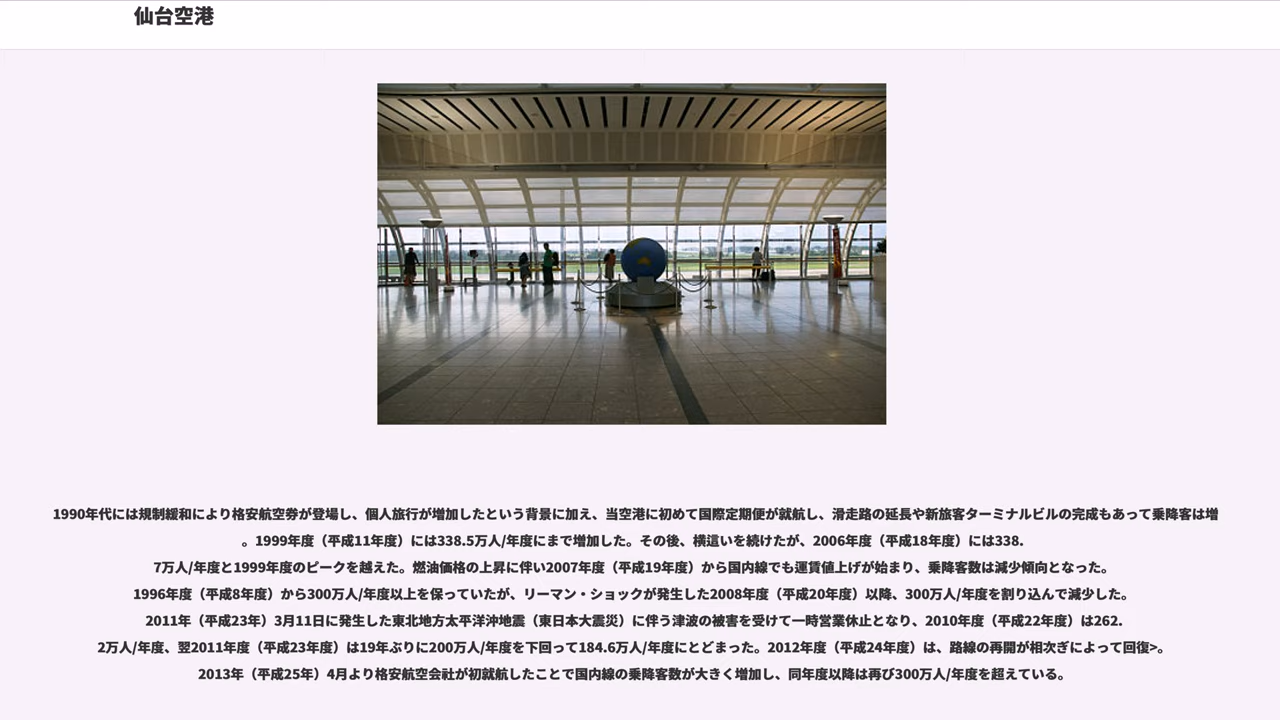 仙台空港
1990年代には規制緩和により格安航空券が登場し、個人旅行が増加したという背景に加え、当空港に初めて国際定期便が就航し、滑走路の延長や新旅客ターミナルビルの完成もあって乗降客は増
。1999年度（平成11年度）には338.5万人/年度にまで増加した。その後、横這いを続けたが、2006年度（平成18年度）には338.
7万人/年度と1999年度のピークを越えた。燃油価格の上昇に伴い2007年度（平成19年度）から国内線でも運賃値上げが始まり、乗降客数は減少傾向となった。
1996年度（平成8年度）から300万人/年度以上を保っていたが、リーマン・ショックが発生した2008年度（平成20年度）以降、300万人/年度を割り込んで減少した。
2011年（平成23年）3月11日に発生した東北地方太平洋沖地震（東日本大震災）に伴う津波の被害を受けて一時営業休止となり、2010年度（平成22年度）は262.
2万人/年度、翌2011年度（平成23年度）は19年ぶりに200万人/年度を下回って184.6万人/年度にとどまった。2012年度（平成24年度）は、路線の再開が相次ぎによって回復>。
2013年（平成25年）4月より格安航空会社が初就航したことで国内線の乗降客数が大きく増加し、同年度以降は再び300万人/年度を超えている。